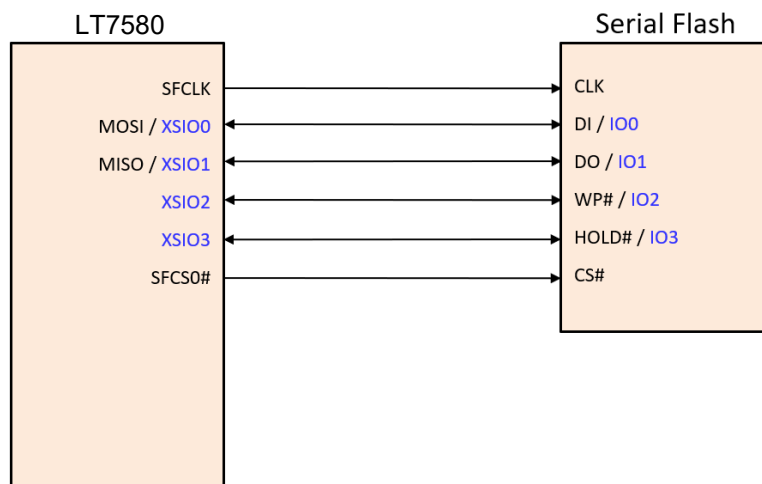 LT7580
Serial Flash
SFCLK
CLK
MOSI / XSIO0
DI / IO0
MISO / XSIO1
DO / IO1
XSIO2
WP# / IO2
XSIO3
HOLD# / IO3
SFCS0#
CS#